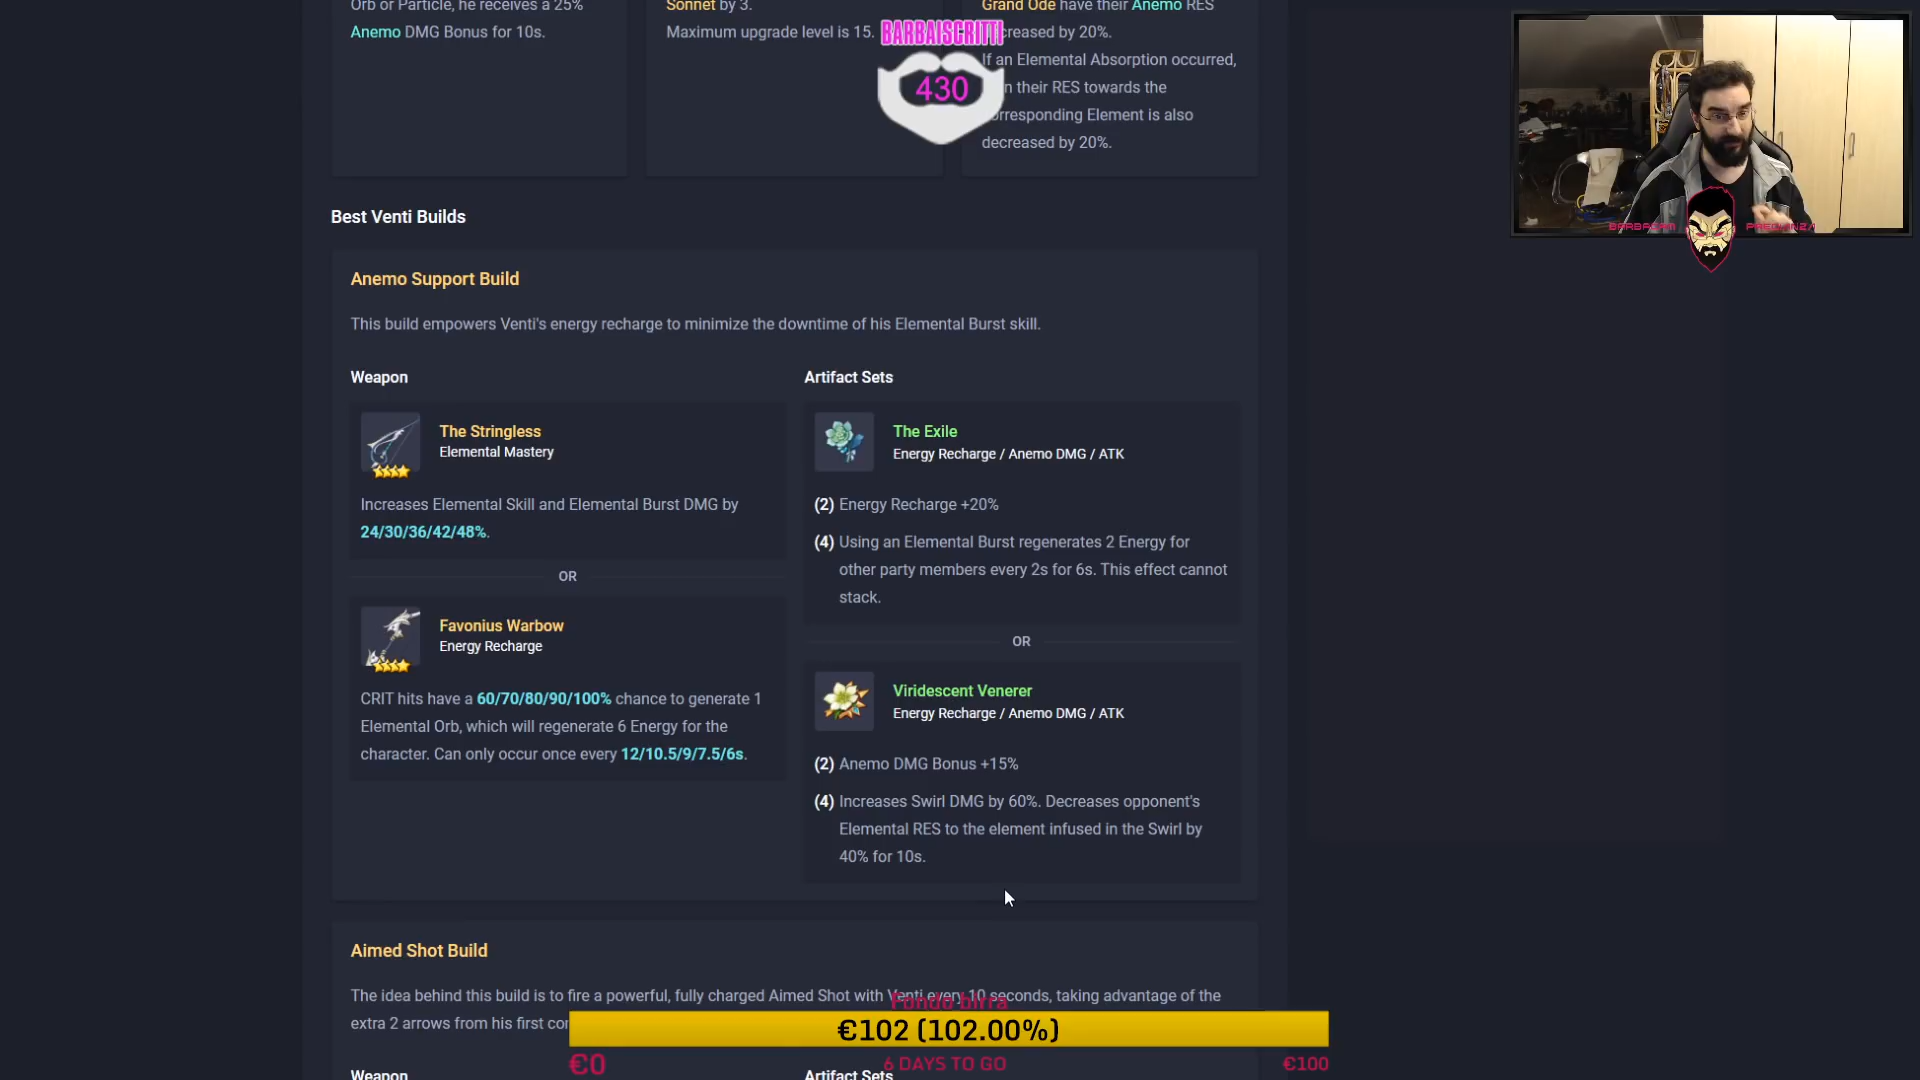 Orb or Particle, he receives a 25%
Anemo DMG Bonus for 10s.
Sonnet by 3.
Maximum upgrade level is 15.
BARBAISCRITTI
430
Grand Ode have their Anemo RES
creased by 20%.
If an Elemental Absorption occurred,
n their RES towards the
orresponding Element is also
decreased by 20%.
Best Venti Builds
Anemo Support Build
This build empowers Venti's energy recharge to minimize the downtime of his Elemental Burst skill.
Weapon
The Stringless
Elemental Mastery
Increases Elemental Skill and Elemental Burst DMG by
24/30/36/42/48%.
OR
Favonius Warbow
Energy Recharge
CRIT hits have a 60/70/80/90/100% chance to generate 1
Elemental Orb, which will regenerate 6 Energy for the
character. Can only occur once every 12/10.5/9/7.5/6s.
Artifact Sets
The Exile
Energy Recharge / Anemo DMG / ATK
(2) Energy Recharge +20%
(4) Using an Elemental Burst regenerates 2 Energy for
other party members every 2s for 6s. This effect cannot
stack.
OR
Viridescent Venerer
Energy Recharge / Anemo DMG / ATK
(2) Anemo DMG Bonus +15%
(4) Increases Swirl DMG by 60%. Decreases opponent's
Elemental RES to the element infused in the Swirl by
40% for 10s.
Aimed Shot Build
The idea behind this build is to fire a powerful, fully charged Aimed Shot with Venti every 10 seconds, taking advantage of the
extra 2 arrows from his first con
Fondo birra
€102 (102.00%)
€0
6 DAYS TO GO
€100
Weapon
Artifact Sets